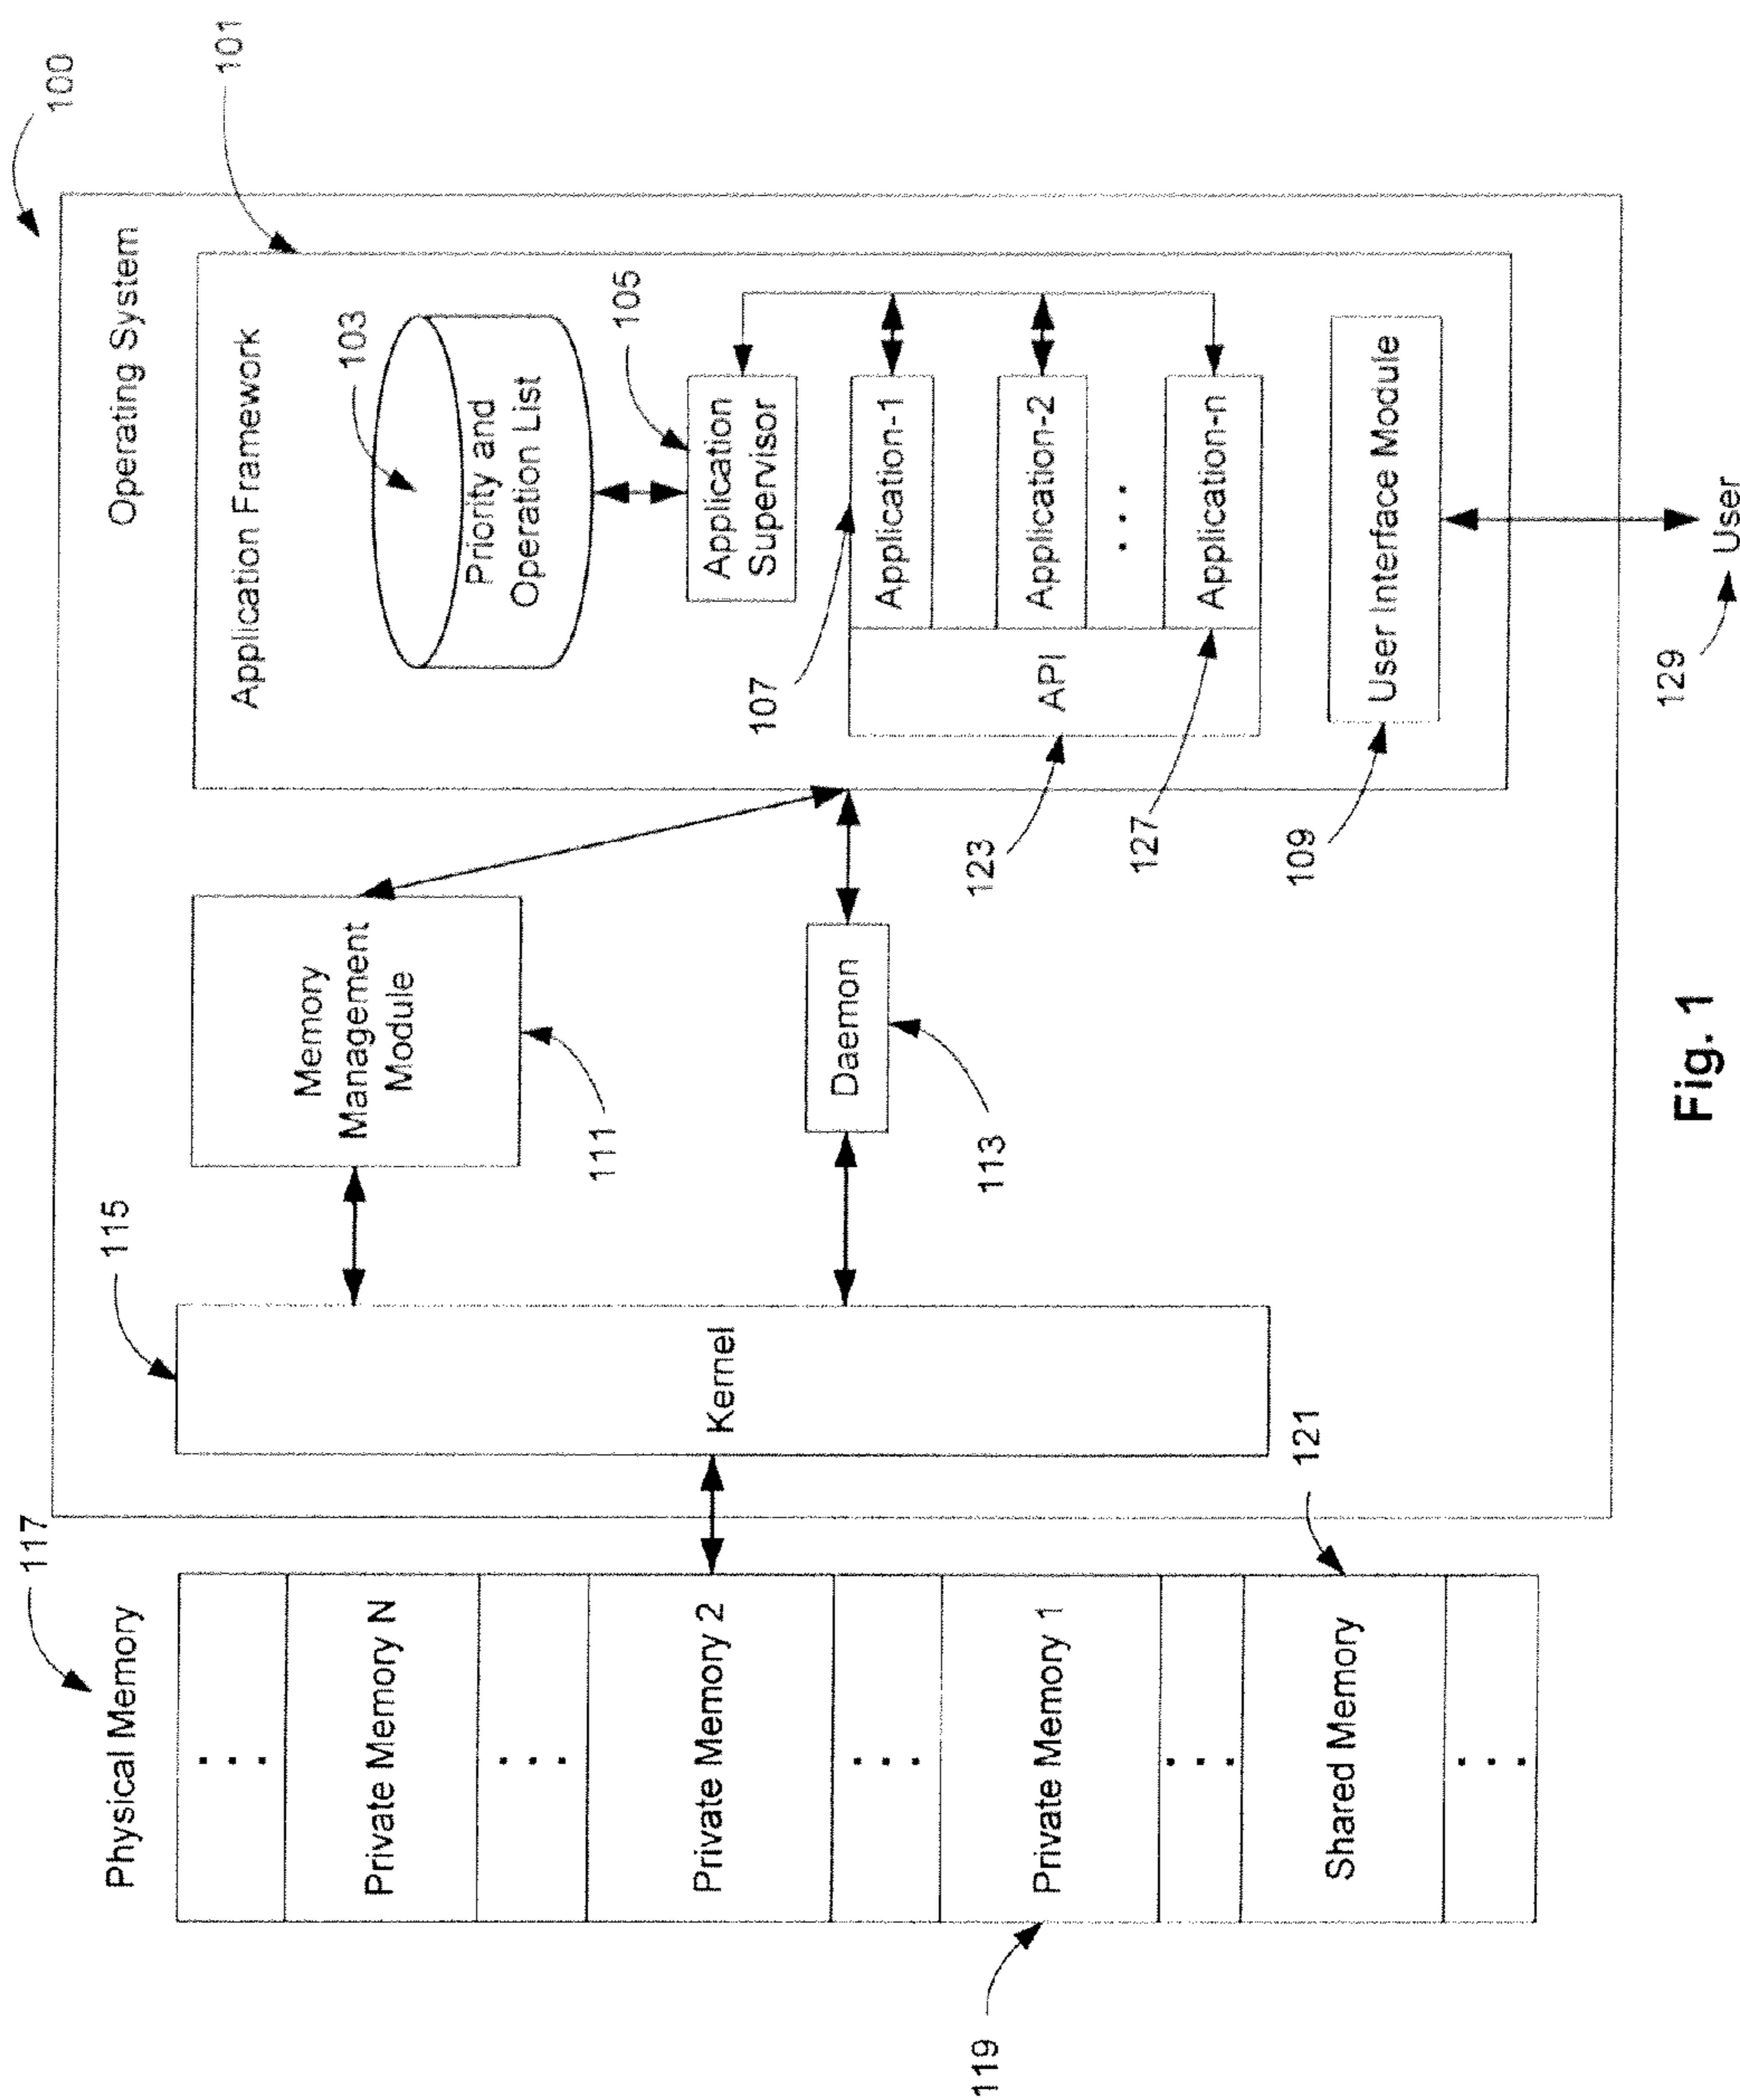 100
Operating System
101
Application Framework
103
Priority and
Operation List
105
Application
Supervisor
107
Application-1
Application-2
...
Application-n
API
123
127
User Interface Module
109
User
129
Memory
Management
Module
111
Daemon
113
115
Kernel
117
Physical Memory
...
Private Memory N
...
Private Memory 2
...
Private Memory 1
119
...
Shared Memory
121
...
Fig. 1